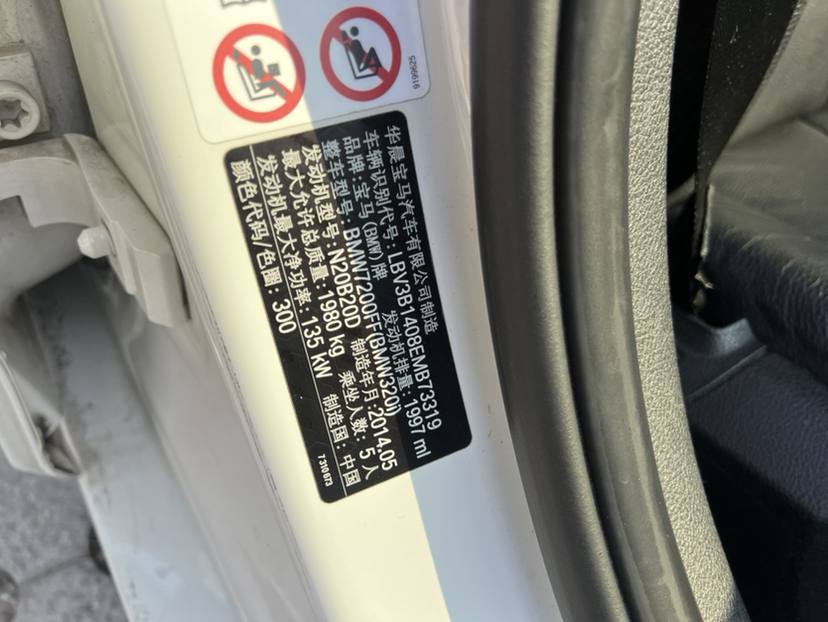 9199625
华晨宝马汽车有限公司制造
车辆识别代号:LBV3B1408EMB73319
品牌:宝马(BMW)牌 发动机排量:1997 ml
整车型号:BMW7200FF(BMW320i)
发动机型号:N20B20D 制造年月:2014.05
最大允许总质量:1980 kg 乘坐人数:5人
发动机最大净功率:135 kW 制造国:中国
颜色代码/色圈:300
7310673